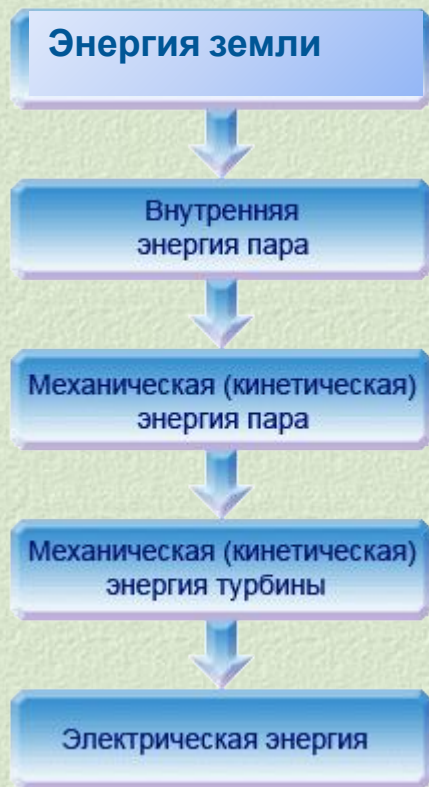 Энергия земли
Внутренняя
энергия пара
Механическая (кинетическая)
энергия пара
Механическая (кинетическая)
энергия турбины
Электрическая энергия